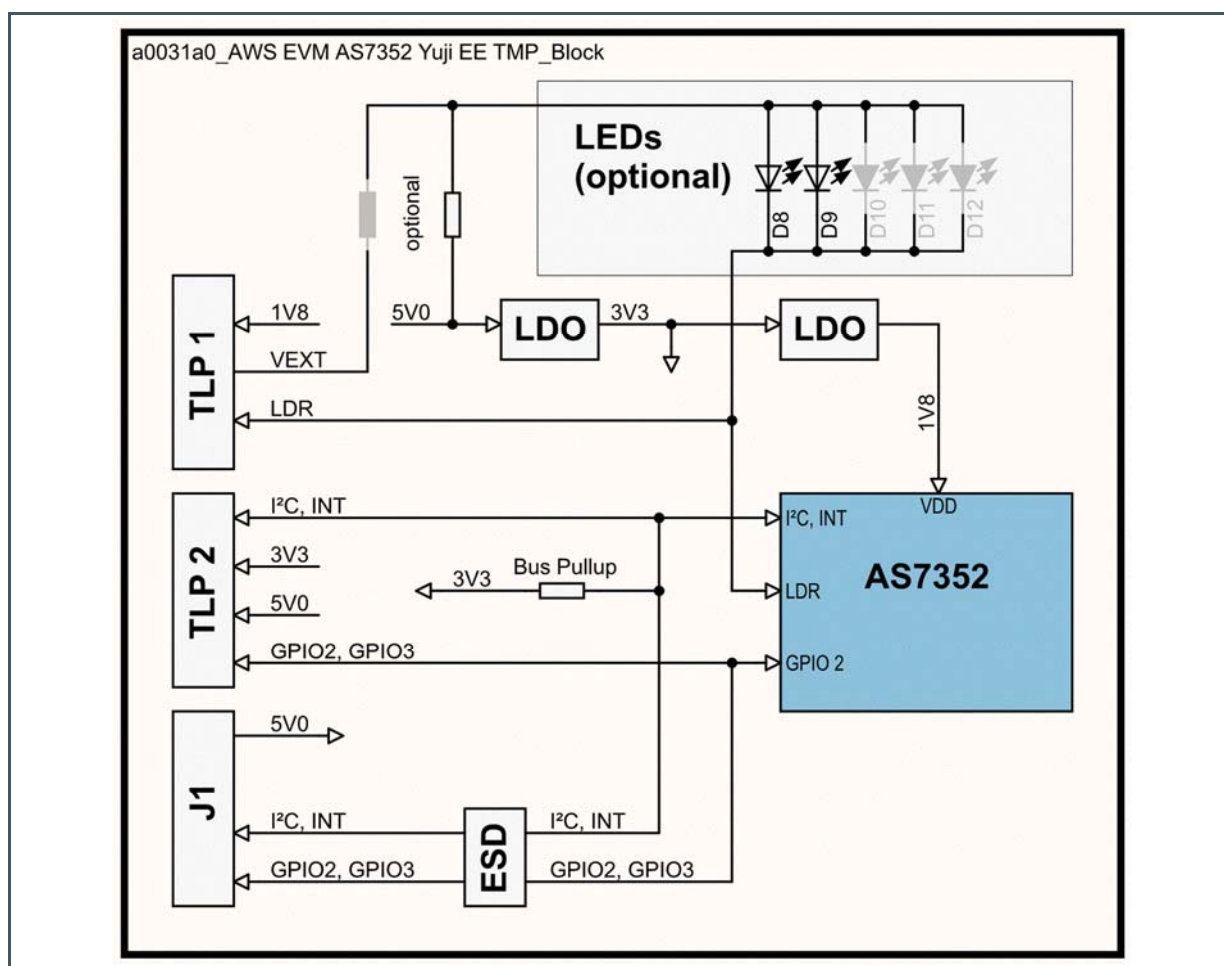 a0031a0_AWS EVM AS7352 Yuji EE TMP_Block
LEDs
(optional)
optional
D8
D9
D10
D11
D12
TLP 1
1V8
VEXT
LDR
5V0
LDO
3V3
LDO
1V8
TLP 2
I²C, INT
3V3
5V0
GPIO2, GPIO3
3V3
Bus Pullup
VDD
I²C, INT
AS7352
LDR
GPIO 2
J1
5V0
I²C, INT
GPIO2, GPIO3
ESD
I²C, INT
GPIO2, GPIO3